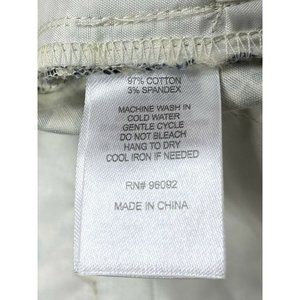 97% COTTON
3% SPANDEX
MACHINE WASH IN
COLD WATER
GENTLE CYCLE
DO NOT BLEACH
HANG TO DRY
COOL IRON IF NEEDED
RN# 96092
MADE IN CHINA